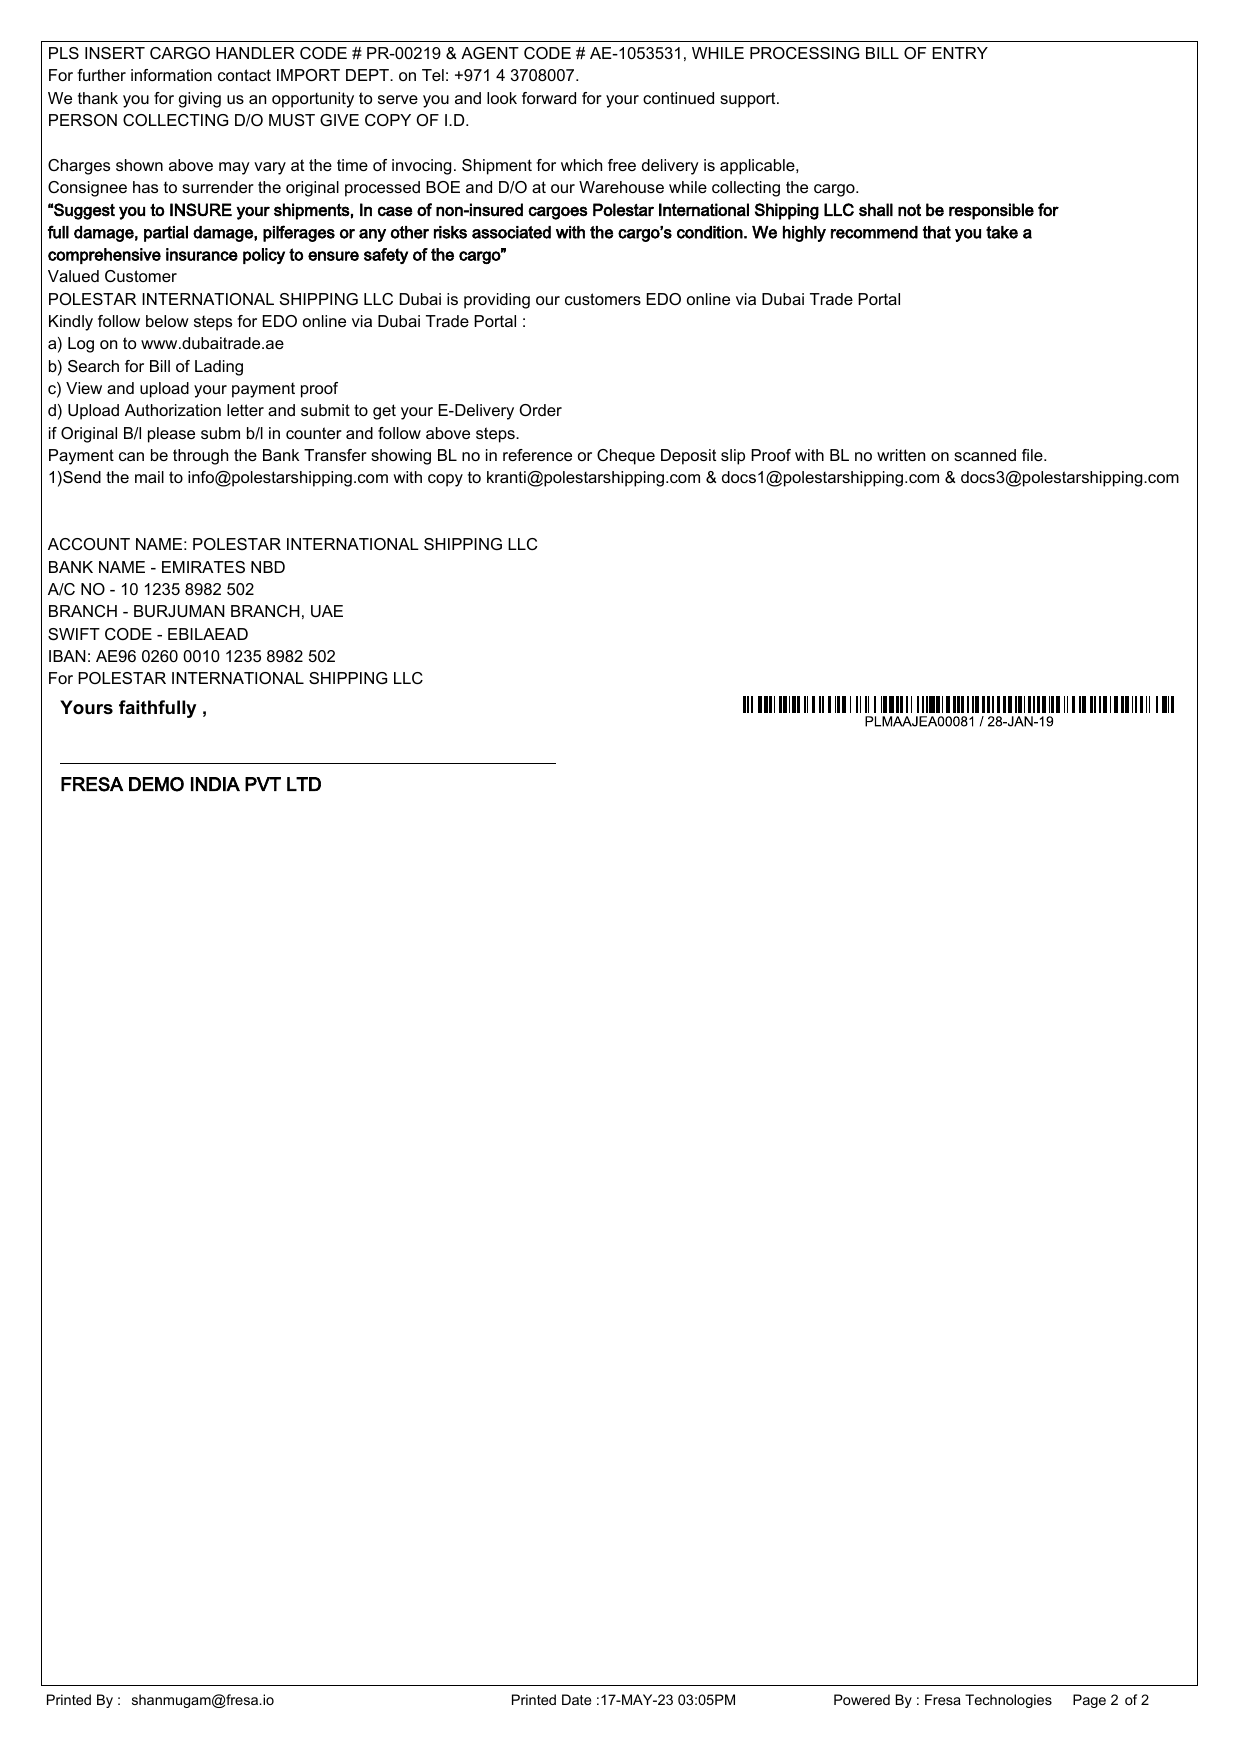 PLS INSERT CARGO HANDLER CODE # PR-00219 & AGENT CODE # AE-1053531, WHILE PROCESSING BILL OF ENTRY
For further information contact IMPORT DEPT. on Tel: +971 4 3708007.
We thank you for giving us an opportunity to serve you and look forward for your continued support.
PERSON COLLECTING D/O MUST GIVE COPY OF I.D.
Charges shown above may vary at the time of invocing. Shipment for which free delivery is applicable,
Consignee has to surrender the original processed BOE and D/O at our Warehouse while collecting the cargo.
“Suggest you to INSURE your shipments, In case of non-insured cargoes Polestar International Shipping LLC shall not be responsible for
full damage, partial damage, pilferages or any other risks associated with the cargo’s condition. We highly recommend that you take a
comprehensive insurance policy to ensure safety of the cargo”
Valued Customer
POLESTAR INTERNATIONAL SHIPPING LLC Dubai is providing our customers EDO online via Dubai Trade Portal
Kindly follow below steps for EDO online via Dubai Trade Portal :
a) Log on to www.dubaitrade.ae
b) Search for Bill of Lading
c) View and upload your payment proof
d) Upload Authorization letter and submit to get your E-Delivery Order
if Original B/l please subm b/l in counter and follow above steps.
Payment can be through the Bank Transfer showing BL no in reference or Cheque Deposit slip Proof with BL no written on scanned file.
1)Send the mail to info@polestarshipping.com with copy to kranti@polestarshipping.com & docs1@polestarshipping.com & docs3@polestarshipping.com
ACCOUNT NAME: POLESTAR INTERNATIONAL SHIPPING LLC
BANK NAME - EMIRATES NBD
A/C NO - 10 1235 8982 502
BRANCH - BURJUMAN BRANCH, UAE
SWIFT CODE - EBILAEAD
IBAN: AE96 0260 0010 1235 8982 502
For POLESTAR INTERNATIONAL SHIPPING LLC
Yours faithfully ,
PLMAAJEA00081 / 28-JAN-19
FRESA DEMO INDIA PVT LTD
Printed By : shanmugam@fresa.io Printed Date :17-MAY-23 03:05PM Powered By : Fresa Technologies Page 2 of 2